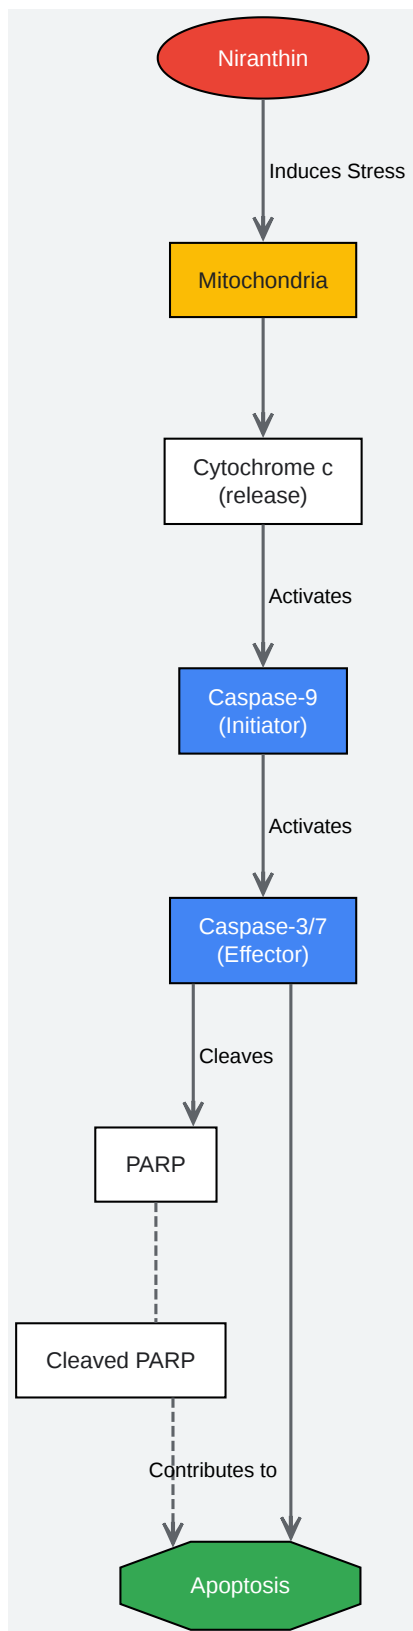 Niranthin
Induces Stress
Mitochondria
Cytochrome c
(release)
Activates
Caspase-9
(Initiator)
Activates
Caspase-3/7
(Effector)
Cleaves
PARP
Cleaved PARP
Contributes to
Apoptosis